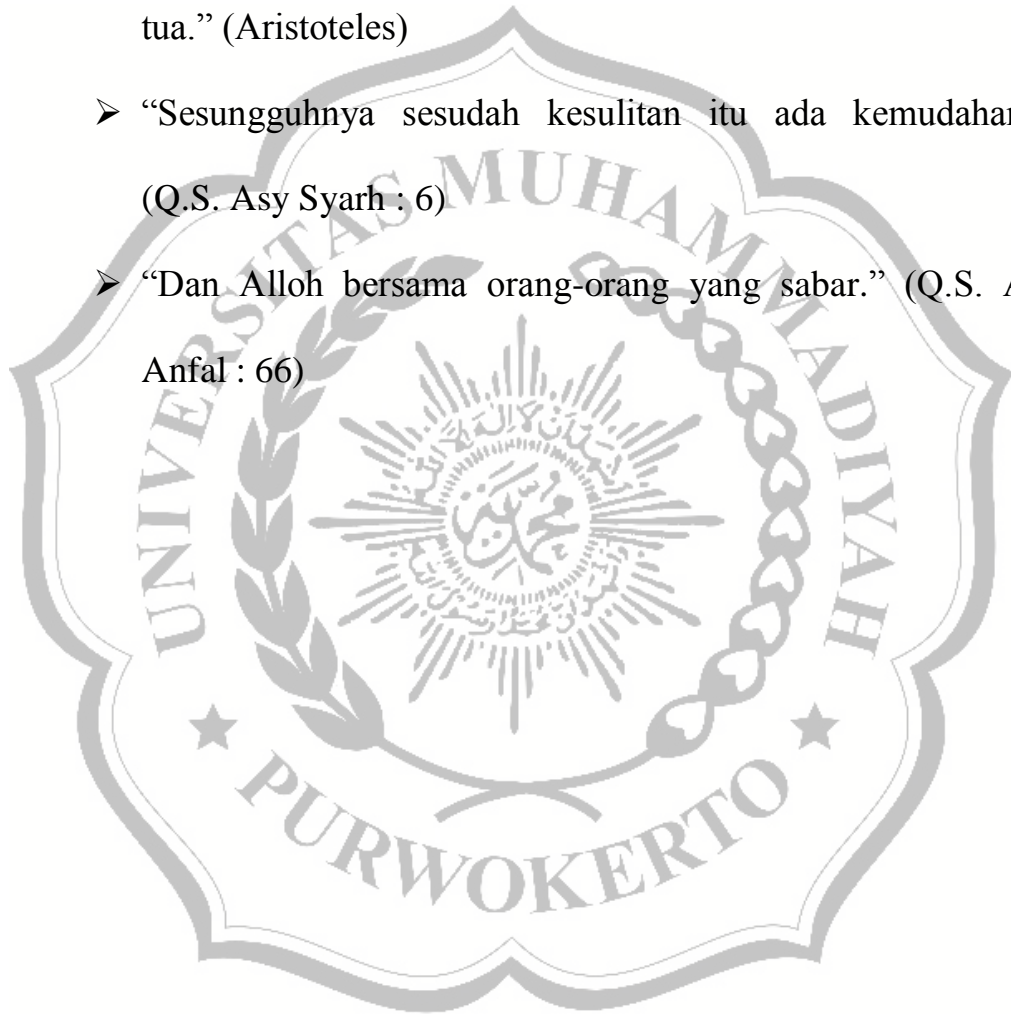 tua.” (Aristoteles)
➢ “Sesungguhnya sesudah kesulitan itu ada kemudahan
(Q.S. Asy Syarh : 6)
➢ “Dan Alloh bersama orang-orang yang sabar.” (Q.S. A
Anfal : 66)
UNIVERSITAS MUHAMMADIYAH
محمد
PURWOKERTO